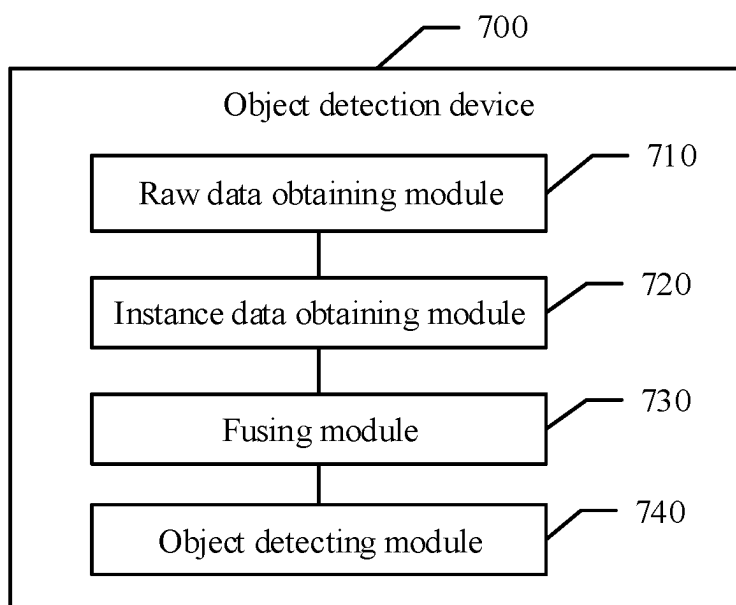 700
Object detection device
710
Raw data obtaining module
720
Instance data obtaining module
730
Fusing module
740
Object detecting module